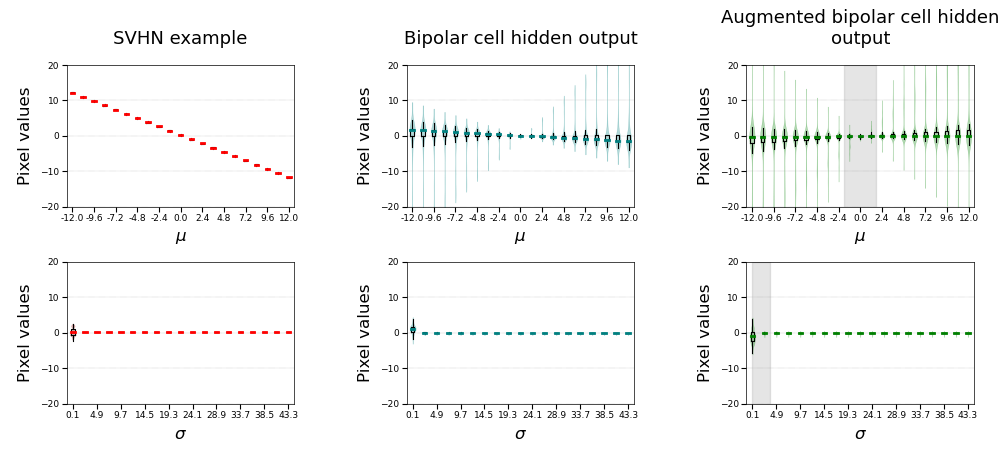 SVHN example
Bipolar cell hidden output
Augmented bipolar cell hidden
output
Pixel values
20
10
0
−10
−20
-12.0 -9.6 -7.2 -4.8 -2.4 0.0 2.4 4.8 7.2 9.6 12.0
μ
Pixel values
20
10
0
−10
−20
-12.0 -9.6 -7.2 -4.8 -2.4 0.0 2.4 4.8 7.2 9.6 12.0
μ
Pixel values
20
10
0
−10
−20
-12.0 -9.6 -7.2 -4.8 -2.4 0.0 2.4 4.8 7.2 9.6 12.0
μ
Pixel values
20
10
0
−10
−20
0.1 4.9 9.7 14.5 19.3 24.1 28.9 33.7 38.5 43.3
σ
Pixel values
20
10
0
−10
−20
0.1 4.9 9.7 14.5 19.3 24.1 28.9 33.7 38.5 43.3
σ
Pixel values
20
10
0
−10
−20
0.1 4.9 9.7 14.5 19.3 24.1 28.9 33.7 38.5 43.3
σ